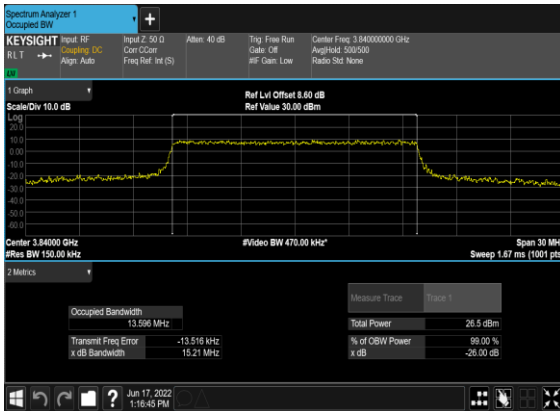 Spectrum Analyzer 1
Occupied BW
KEYSIGHT
Input: RF
Input Z: 50 Ω
Atten: 40 dB
Trig: Free Run
Center Freq: 3.840000000 GHz
RLT
Coupling: DC
Corr CCorr
Gate: Off
Avg|Hold: 500/500
Align: Auto
Freq Ref: Int (S)
#IF Gain: Low
Radio Std: None
1 Graph
Ref Lvl Offset 8.60 dB
Scale/Div 10.0 dB
Ref Value 30.00 dBm
Log
20.0
10.0
0.00
-10.0
-20.0
-30.0
-40.0
-50.0
-60.0
Center 3.84000 GHz
#Video BW 470.00 kHz*
Span 30 MH
#Res BW 150.00 kHz
Sweep 1.67 ms (1001 pts
2 Metrics
Measure Trace
Trace 1
Occupied Bandwidth
13.596 MHz
Total Power
26.5 dBm
Transmit Freq Error
-13.516 kHz
% of OBW Power
99.00 %
x dB Bandwidth
15.21 MHz
x dB
-26.00 dB
?
Jun 17, 2022
1:16:45 PM